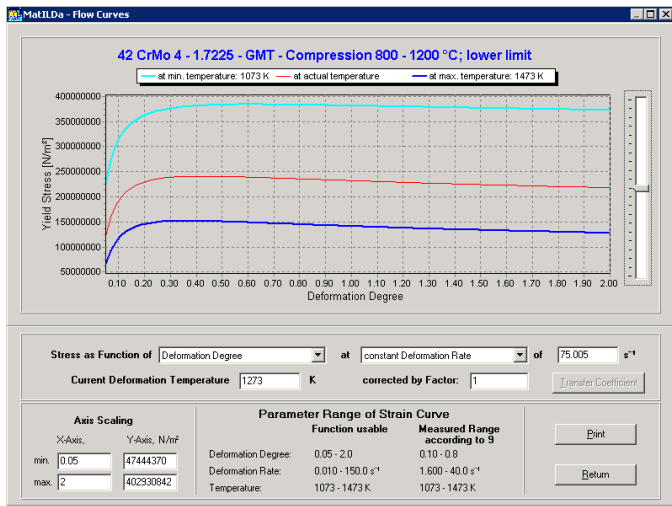 MatILDa - Flow Curves
42 CrMo 4 - 1.7225 - GMT - Compression 800 - 1200 °C; lower limit
at min. temperature: 1073 K at actual temperature at max. temperature: 1473 K
400000000
350000000
300000000
250000000
200000000
150000000
100000000
50000000
Yield Stress [N/m²]
0.10 0.20 0.30 0.40 0.50 0.60 0.70 0.80 0.90 1.00 1.10 1.20 1.30 1.40 1.50 1.60 1.70 1.80 1.90 2.00
Deformation Degree
Stress as Function of Deformation Degree at constant Deformation Rate of 75.005 s⁻¹
Current Deformation Temperature 1273 K corrected by Factor: 1 Transfer Coefficient
Axis Scaling
X-Axis, Y-Axis, N/m²
min. 0.05 47444370
max. 2 402930842
Parameter Range of Strain Curve
Function usable Measured Range
according to 9
Deformation Degree: 0.05 - 2.0 0.10 - 0.8
Deformation Rate: 0.010 - 150.0 s⁻¹ 1.600 - 40.0 s⁻¹
Temperature: 1073 - 1473 K 1073 - 1473 K
Print
Return